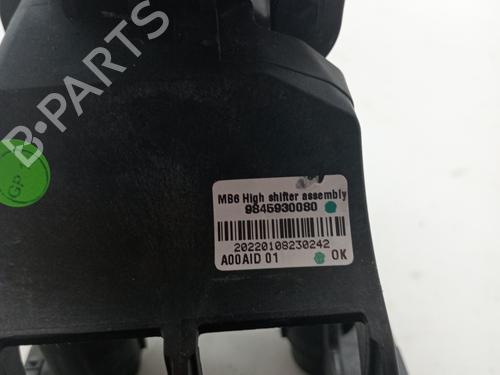 B-PARTS
GP
MB6 High shifter assembly
9845930080
20220108230242
A00AID 01
OK